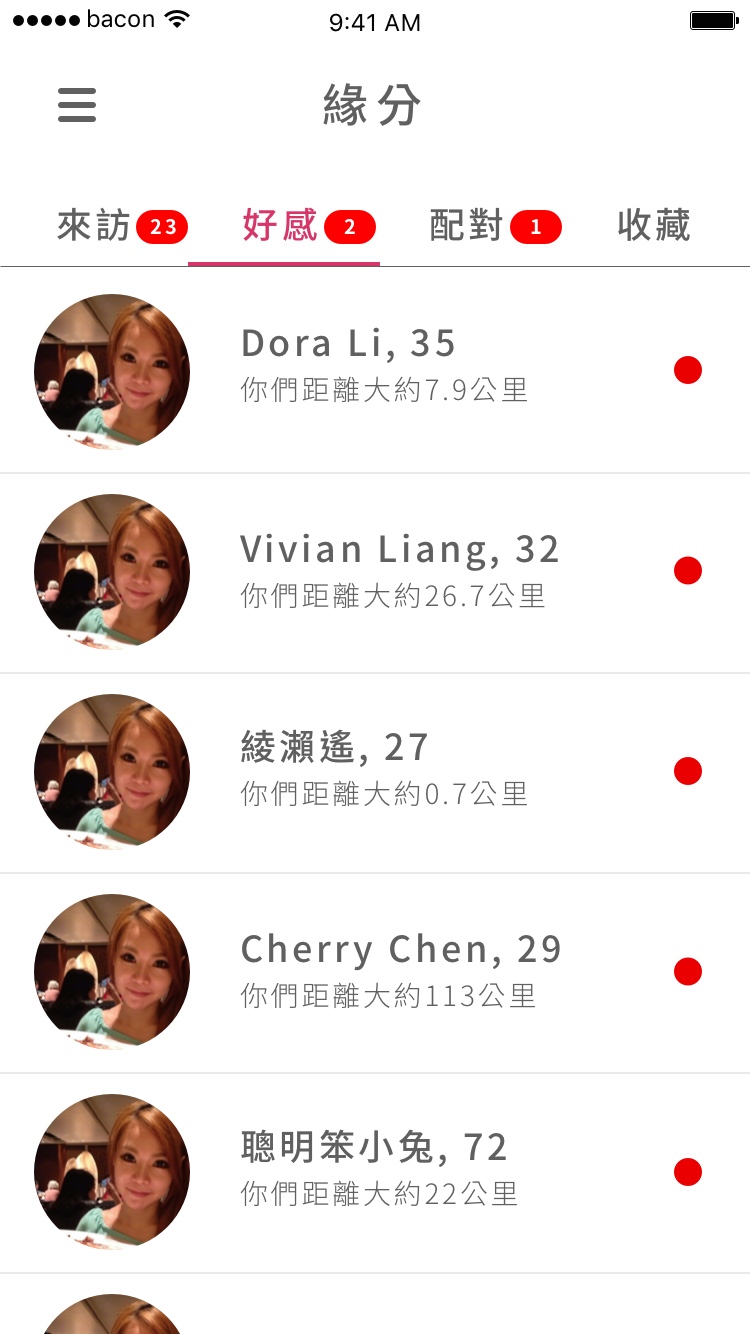 bacon 9:41 AM
緣分
來訪 23 好感 2 配對 1 收藏
Dora Li, 35
你們距離大約7.9公里
Vivian Liang, 32
你們距離大約26.7公里
綾瀨遙, 27
你們距離大約0.7公里
Cherry Chen, 29
你們距離大約113公里
聰明笨小兔, 72
你們距離大約22公里